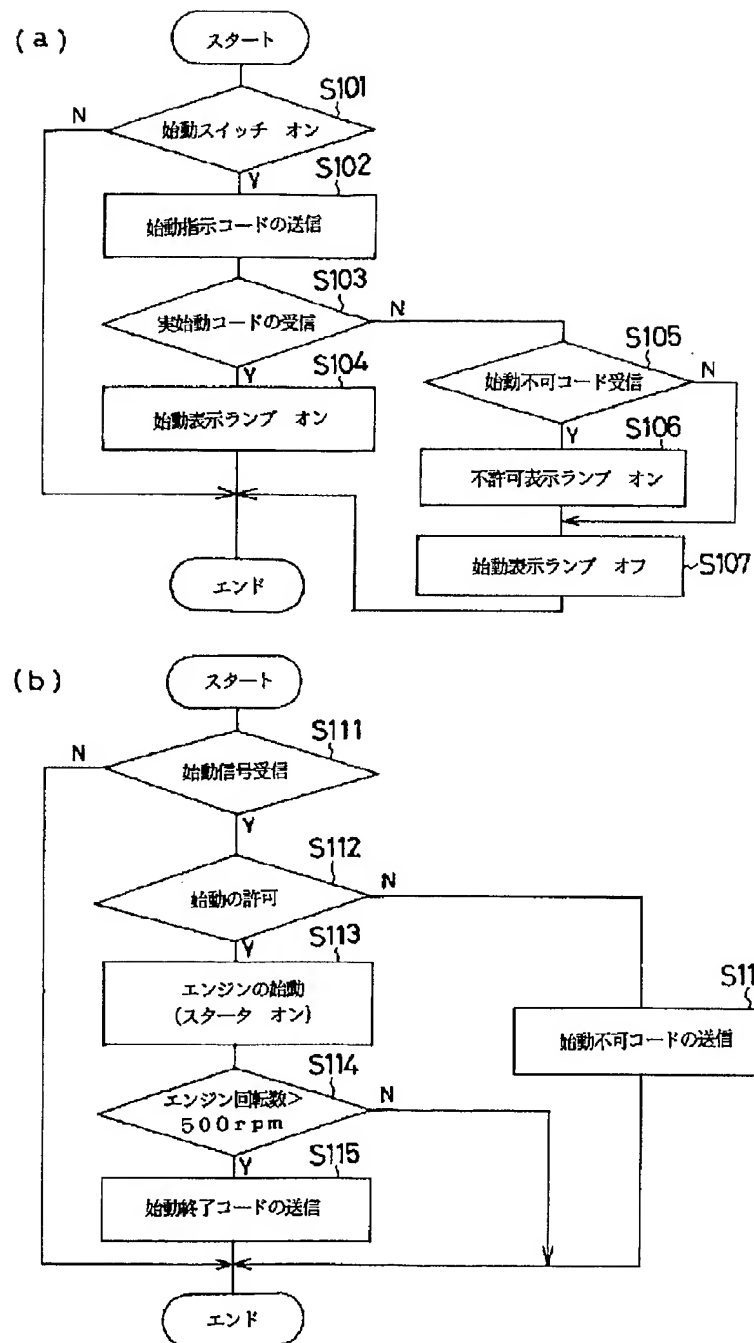 (a)
スタート
S101
N
始動スイッチ オン
Y
S102
始動指示コードの送信
S103
実始動コードの受信
N
Y
S104
始動表示ランプ オン
S105
始動不可コード受信
N
Y
S106
不許可表示ランプ オン
始動表示ランプ オフ
S107
エンド
(b)
スタート
S111
N
始動信号受信
Y
S112
始動の許可
N
Y
S113
エンジンの始動
(スタータ オン)
S11
始動不可コードの送信
S114
エンジン回転数>
500rpm
N
Y
S115
始動終了コードの送信
エンド